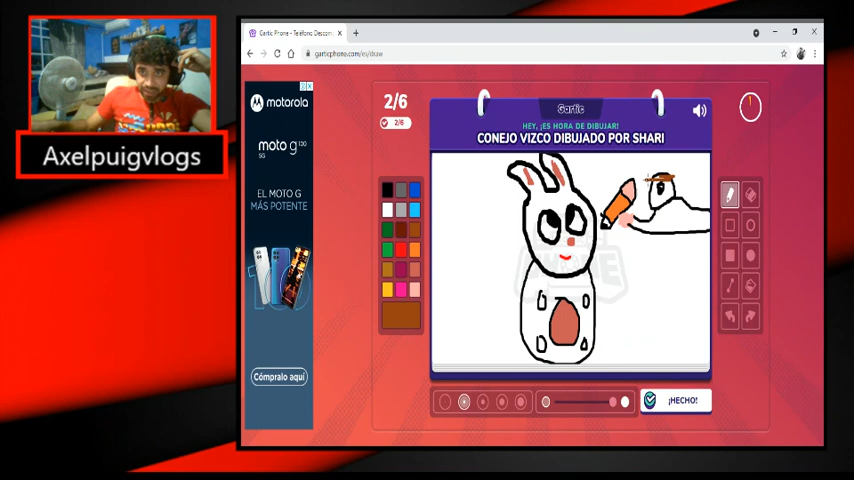 Gartic Phone - Teléfono Descom
garticphone.com/es/draw
Axelpuigvlogs
motorola
moto g
5G
EL MOTO G
MÁS POTENTE
Cómpralo aquí
2/6
2/6
Gartic
HEY, ¡ES HORA DE DIBUJAR!
CONEJO VIZCO DIBUJADO POR SHARI
¡HECHO!